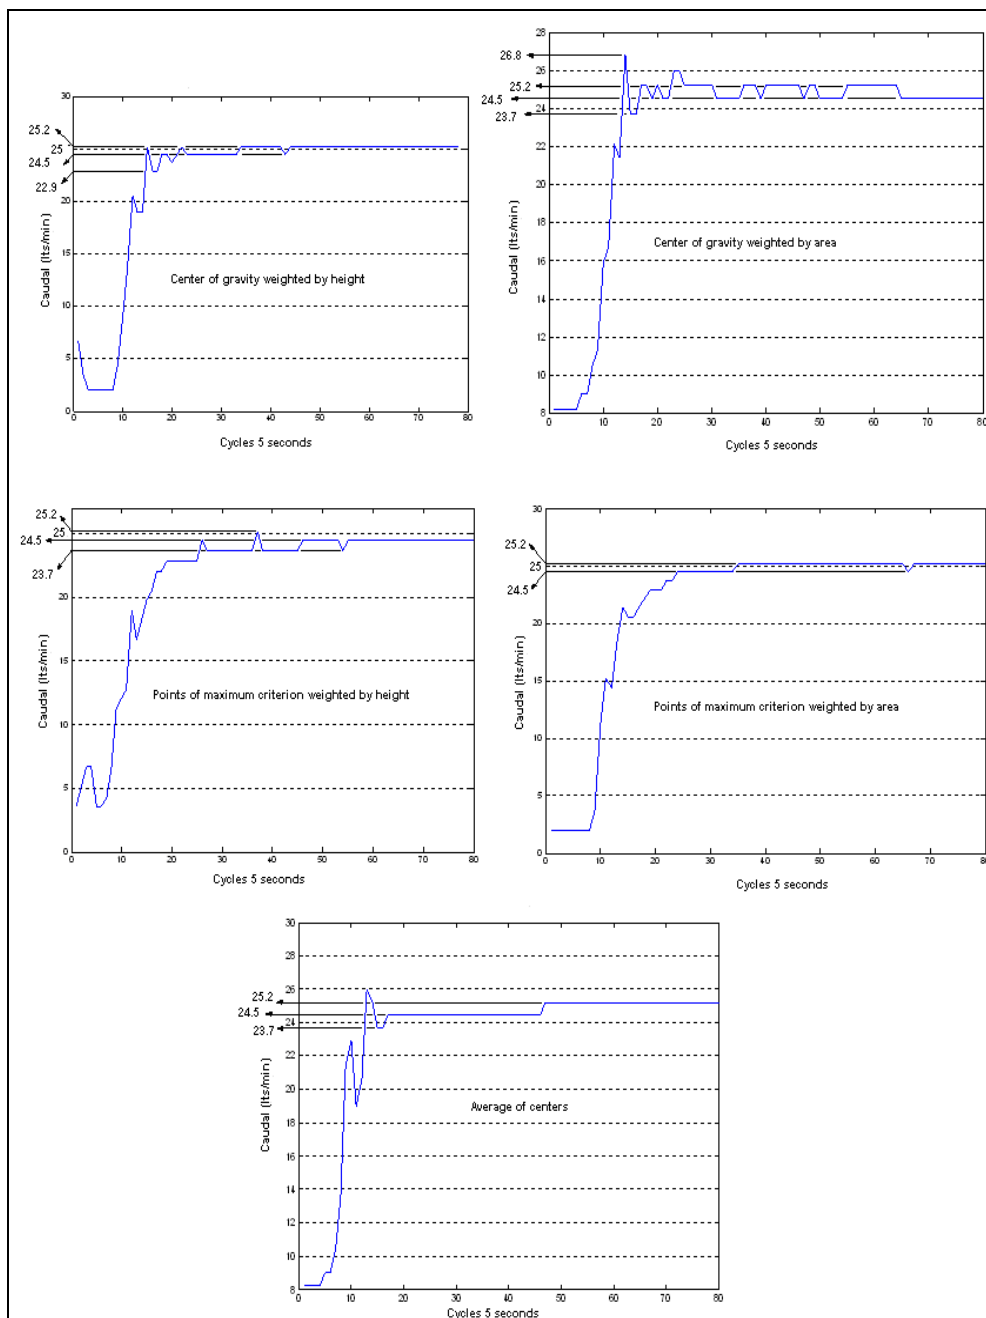 30
25.2
25
24.5
22.9
20
15
10
5
0
Caudal (lts/min)
Center of gravity weighted by height
0 10 20 30 40 50 60 70 80
Cycles 5 seconds
28
26.8
26
25.2
24.5
24
23.7
22
20
18
16
14
12
10
8
Caudal (lts/min)
Center of gravity weighted by area
0 10 20 30 40 50 60 70 80
Cycles 5 seconds
25.2
25
24.5
23.7
20
15
10
5
0
Caudal (lts/min)
Points of maximum criterion weighted by height
0 10 20 30 40 50 60 70 80
Cycles 5 seconds
30
25.2
25
24.5
20
15
10
5
0
Caudal (lts/min)
Points of maximum criterion weighted by area
0 10 20 30 40 50 60 70 80
Cycles 5 seconds
30
28
26
25.2
24.5
24
23.7
22
20
18
16
14
12
10
8
Caudal (lts/min)
Average of centers
0 10 20 30 40 50 60 70 80
Cycles 5 seconds